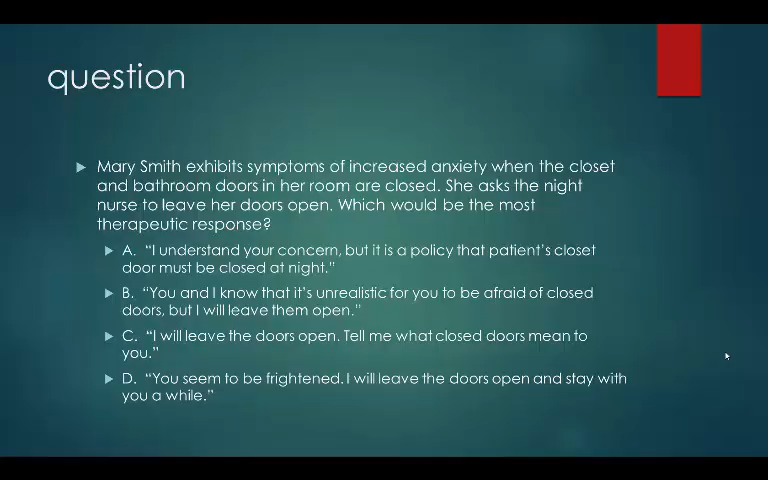 question
Mary Smith exhibits symptoms of increased anxiety when the closet
and bathroom doors in her room are closed. She asks the night
nurse to leave her doors open. Which would be the most
therapeutic response?
A. “I understand your concern, but it is a policy that patient’s closet
door must be closed at night.”
B. “You and I know that it’s unrealistic for you to be afraid of closed
doors, but I will leave them open.”
C. “I will leave the doors open. Tell me what closed doors mean to
you.”
D. “You seem to be frightened. I will leave the doors open and stay with
you a while.”